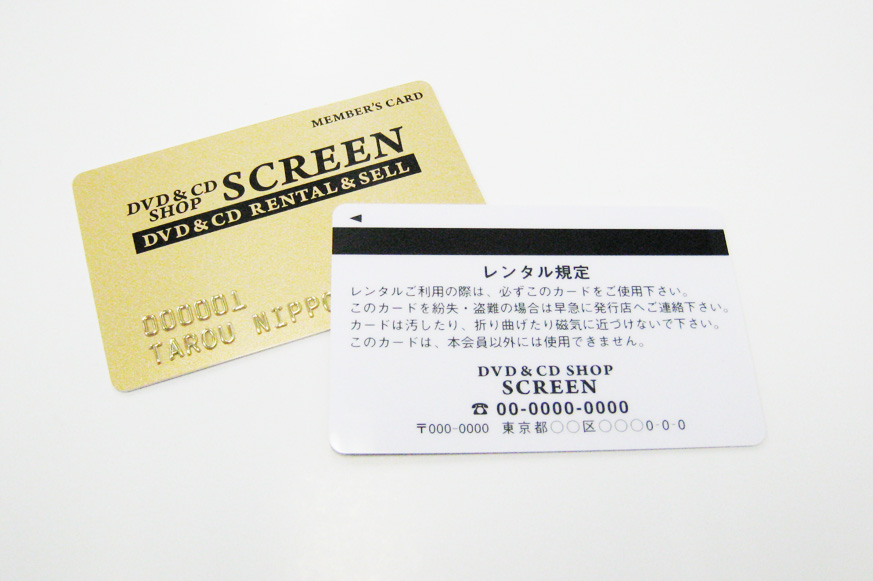 MEMBER'S CARD
DVD & CD
SHOP
SCREEN
DVD & CD RENTAL & SELL
000001
TAROU
レンタル規定
レンタルご利用の際は、必ずこのカードをご使用下さい。
このカードを紛失・盗難の場合は早急に発行店へご連絡下さい。
カードは汚したり、折り曲げたり磁気に近づけないで下さい。
このカードは、本会員以外には使用できません。
DVD & CD SHOP
SCREEN
☎ 00-0000-0000
〒000-0000 東京都○○区○○○0-0-0